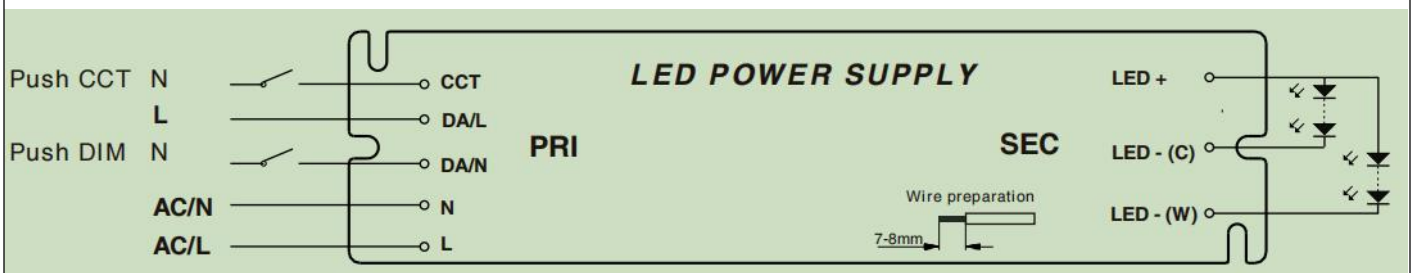 Push CCT N
L
Push DIM N
AC/N
AC/L
CCT
DA/L
DA/N
N
L
LED POWER SUPPLY
PRI
SEC
Wire preparation
7-8mm
LED +
LED - (C)
LED - (W)